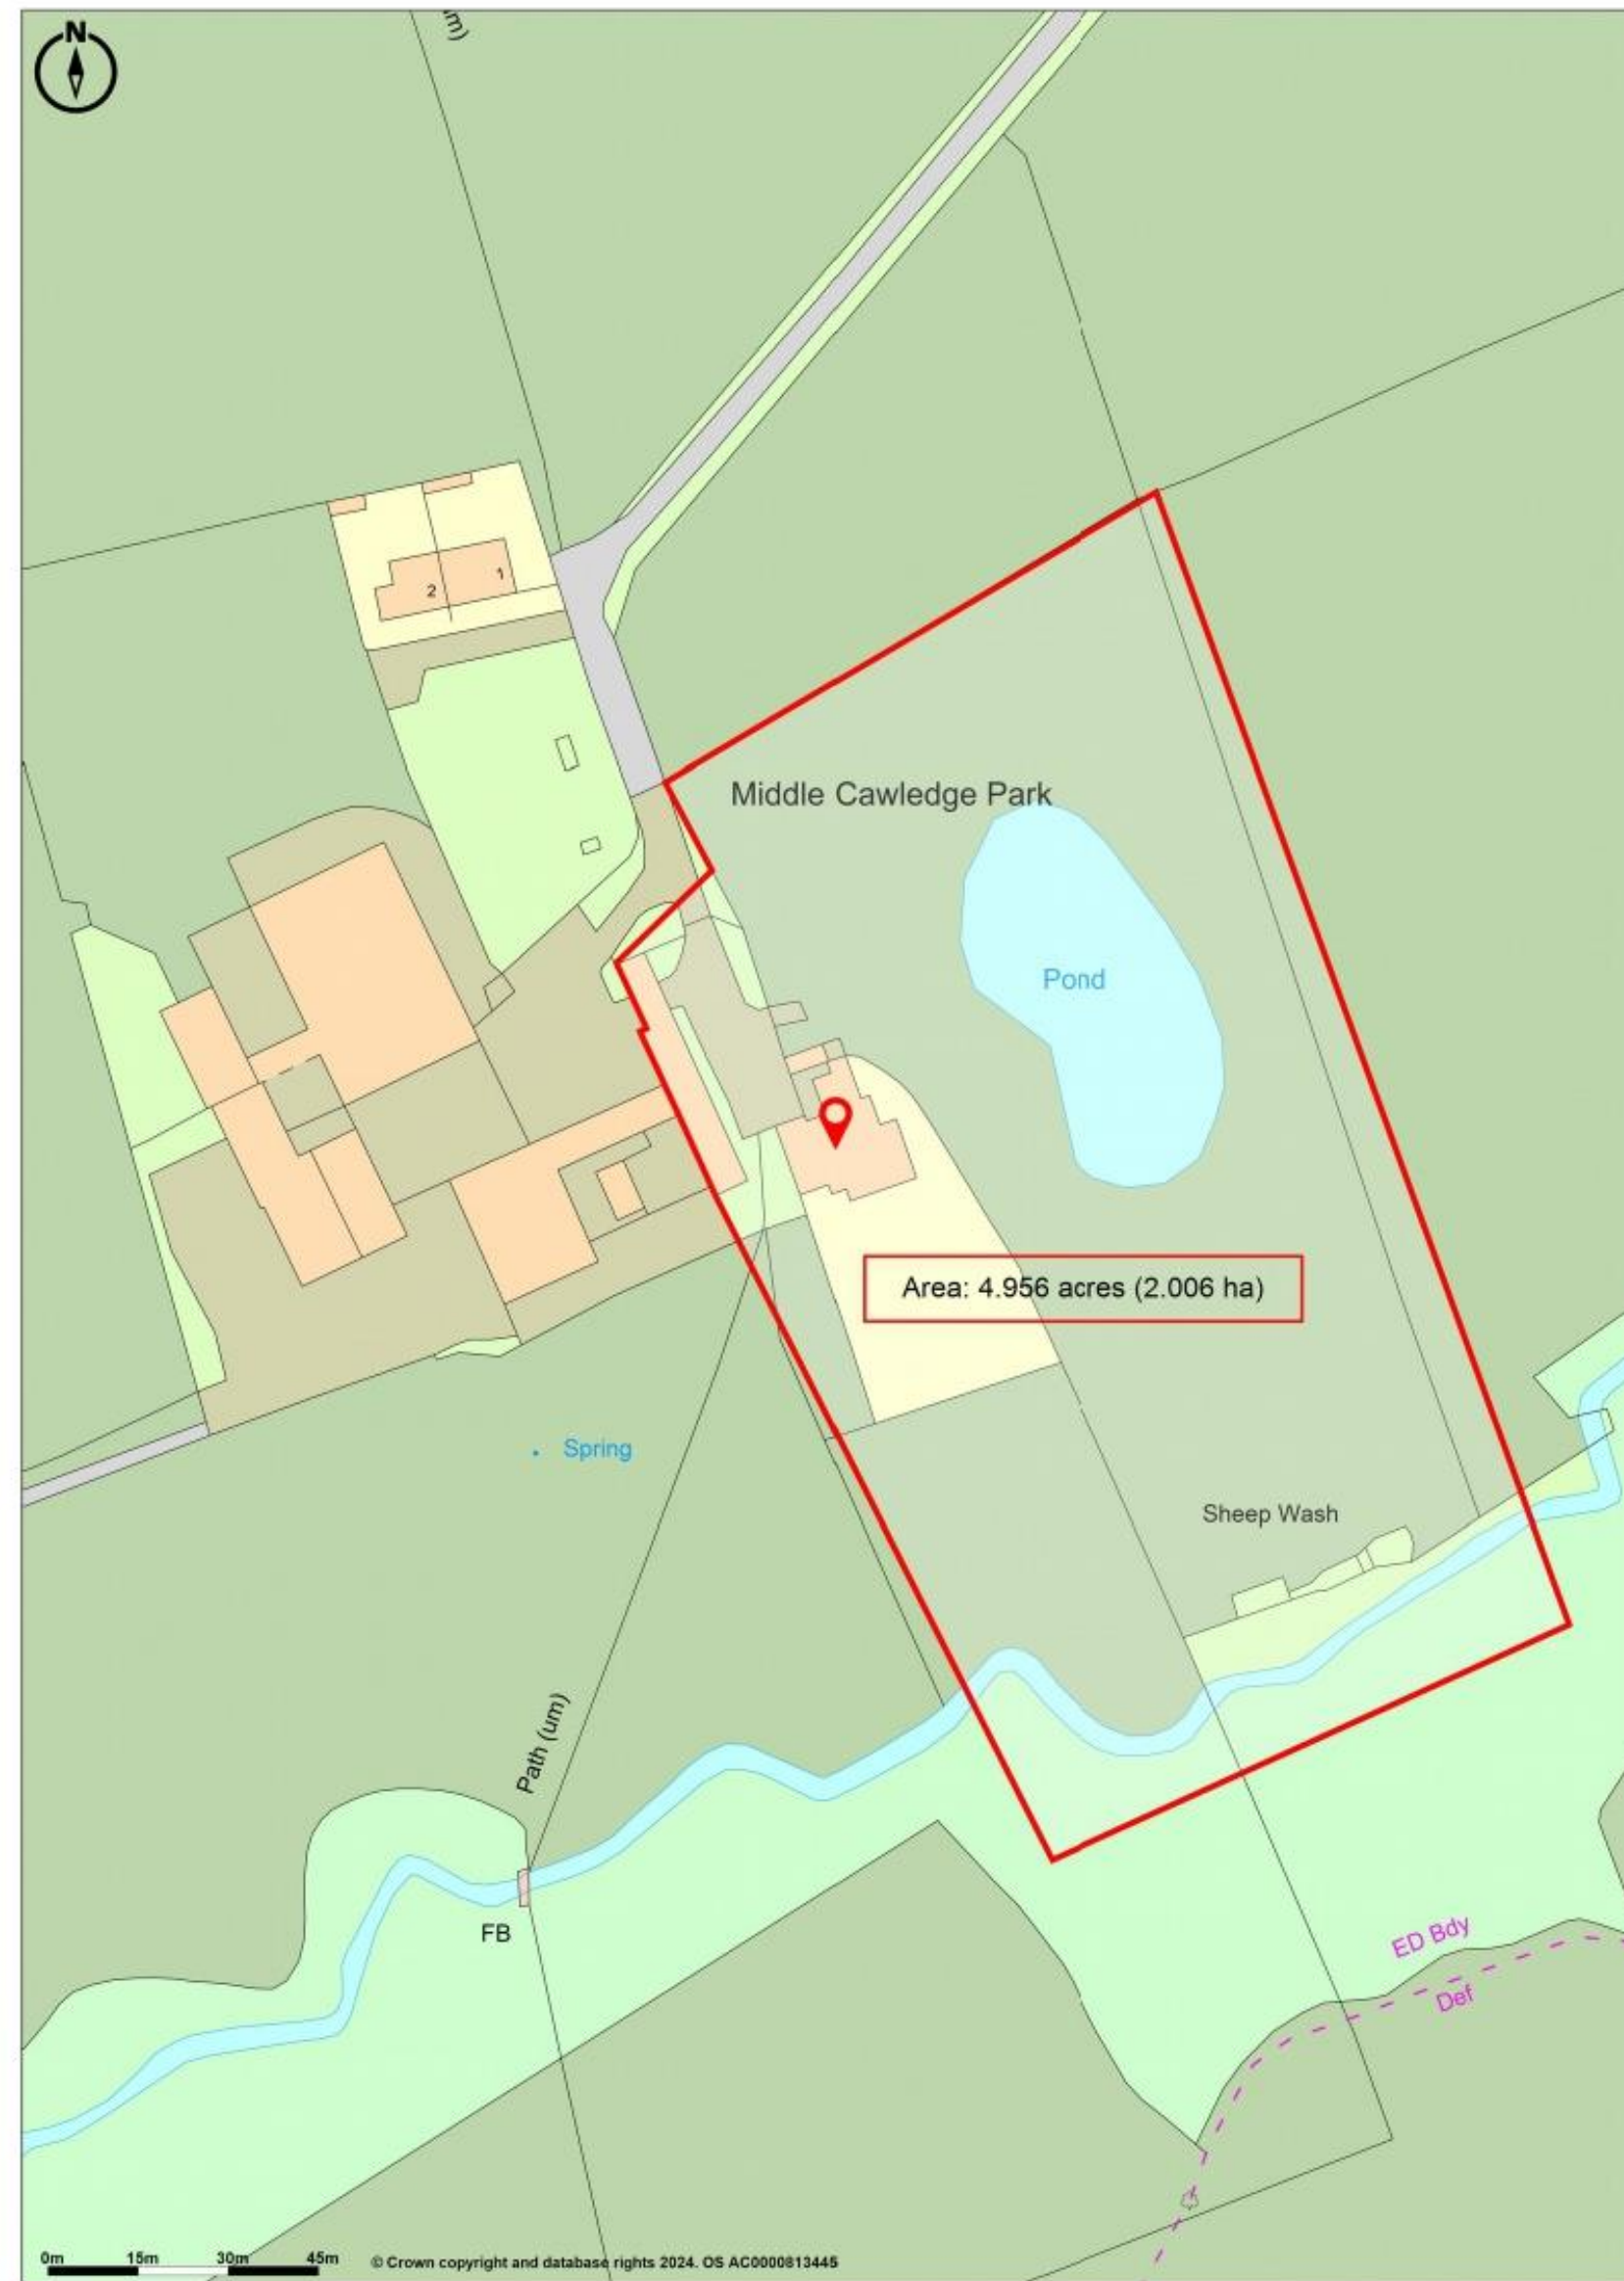 N
m)
1
2
Middle Cawledge Park
Pond
Area: 4.956 acres (2.006 ha)
Spring
Sheep Wash
Path (um)
FB
ED Bdy
Def
0m 15m 30m 45m © Crown copyright and database rights 2024. OS AC0000813445